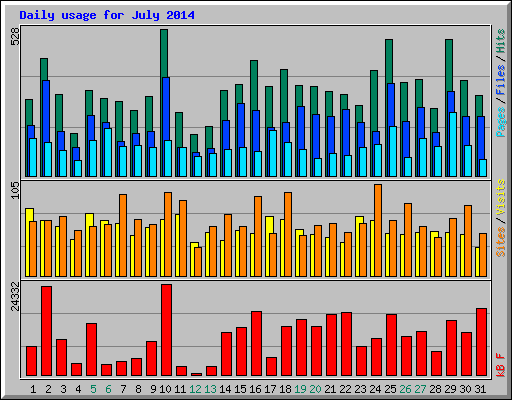 Daily usage for July 2014
528
Pages / Files / Hits
105
Sites / Visits
24332
kB F
1 2 3 4 5 6 7 8 9 10 11 12 13 14 15 16 17 18 19 20 21 22 23 24 25 26 27 28 29 30 31